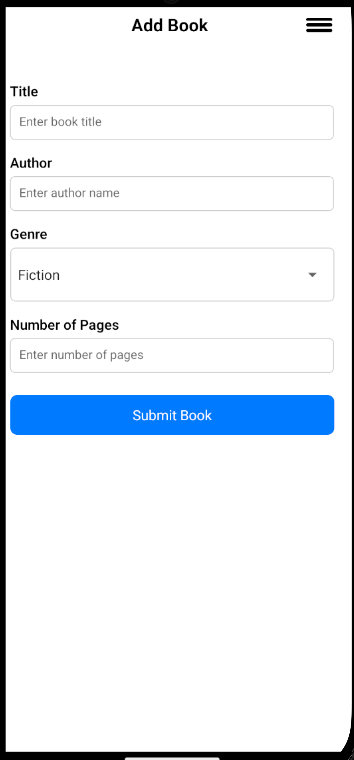 Add Book
Title
Enter book title
Author
Enter author name
Genre
Fiction
Number of Pages
Enter number of pages
Submit Book